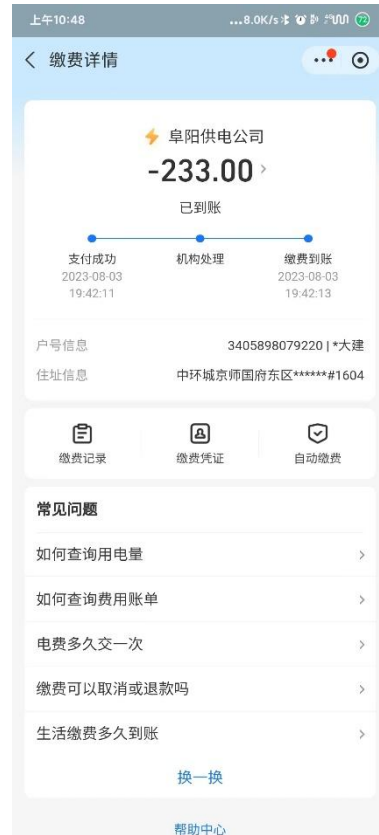 上午10:48
...8.0K/s
72
缴费详情
阜阳供电公司
-233.00
已到账
支付成功
机构处理
缴费到账
2023-08-03
2023-08-03
19:42:11
19:42:13
户号信息
3405898079220 | *大建
住址信息
中环城京师国府东区******#1604
缴费记录
缴费凭证
自动缴费
常见问题
如何查询用电量
如何查询费用账单
电费多久交一次
缴费可以取消或退款吗
生活缴费多久到账
换一换
帮助中心